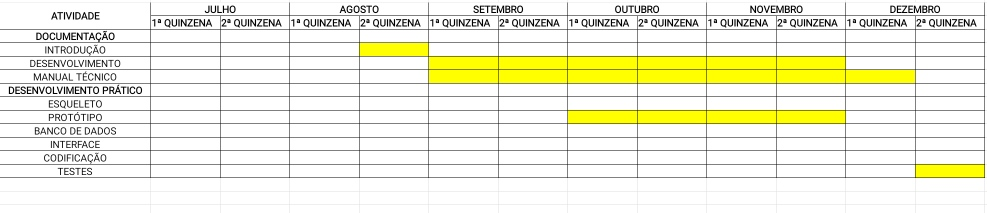 ATIVIDADE JULHO AGOSTO SETEMBRO OUTUBRO NOVEMBRO DEZEMBRO
1ª QUINZENA 2ª QUINZENA 1ª QUINZENA 2ª QUINZENA 1ª QUINZENA 2ª QUINZENA 1ª QUINZENA 2ª QUINZENA 1ª QUINZENA 2ª QUINZENA 1ª QUINZENA 2ª QUINZENA
DOCUMENTAÇÃO
INTRODUÇÃO
DESENVOLVIMENTO
MANUAL TÉCNICO
DESENVOLVIMENTO PRÁTICO
ESQUELETO
PROTÓTIPO
BANCO DE DADOS
INTERFACE
CODIFICAÇÃO
TESTES